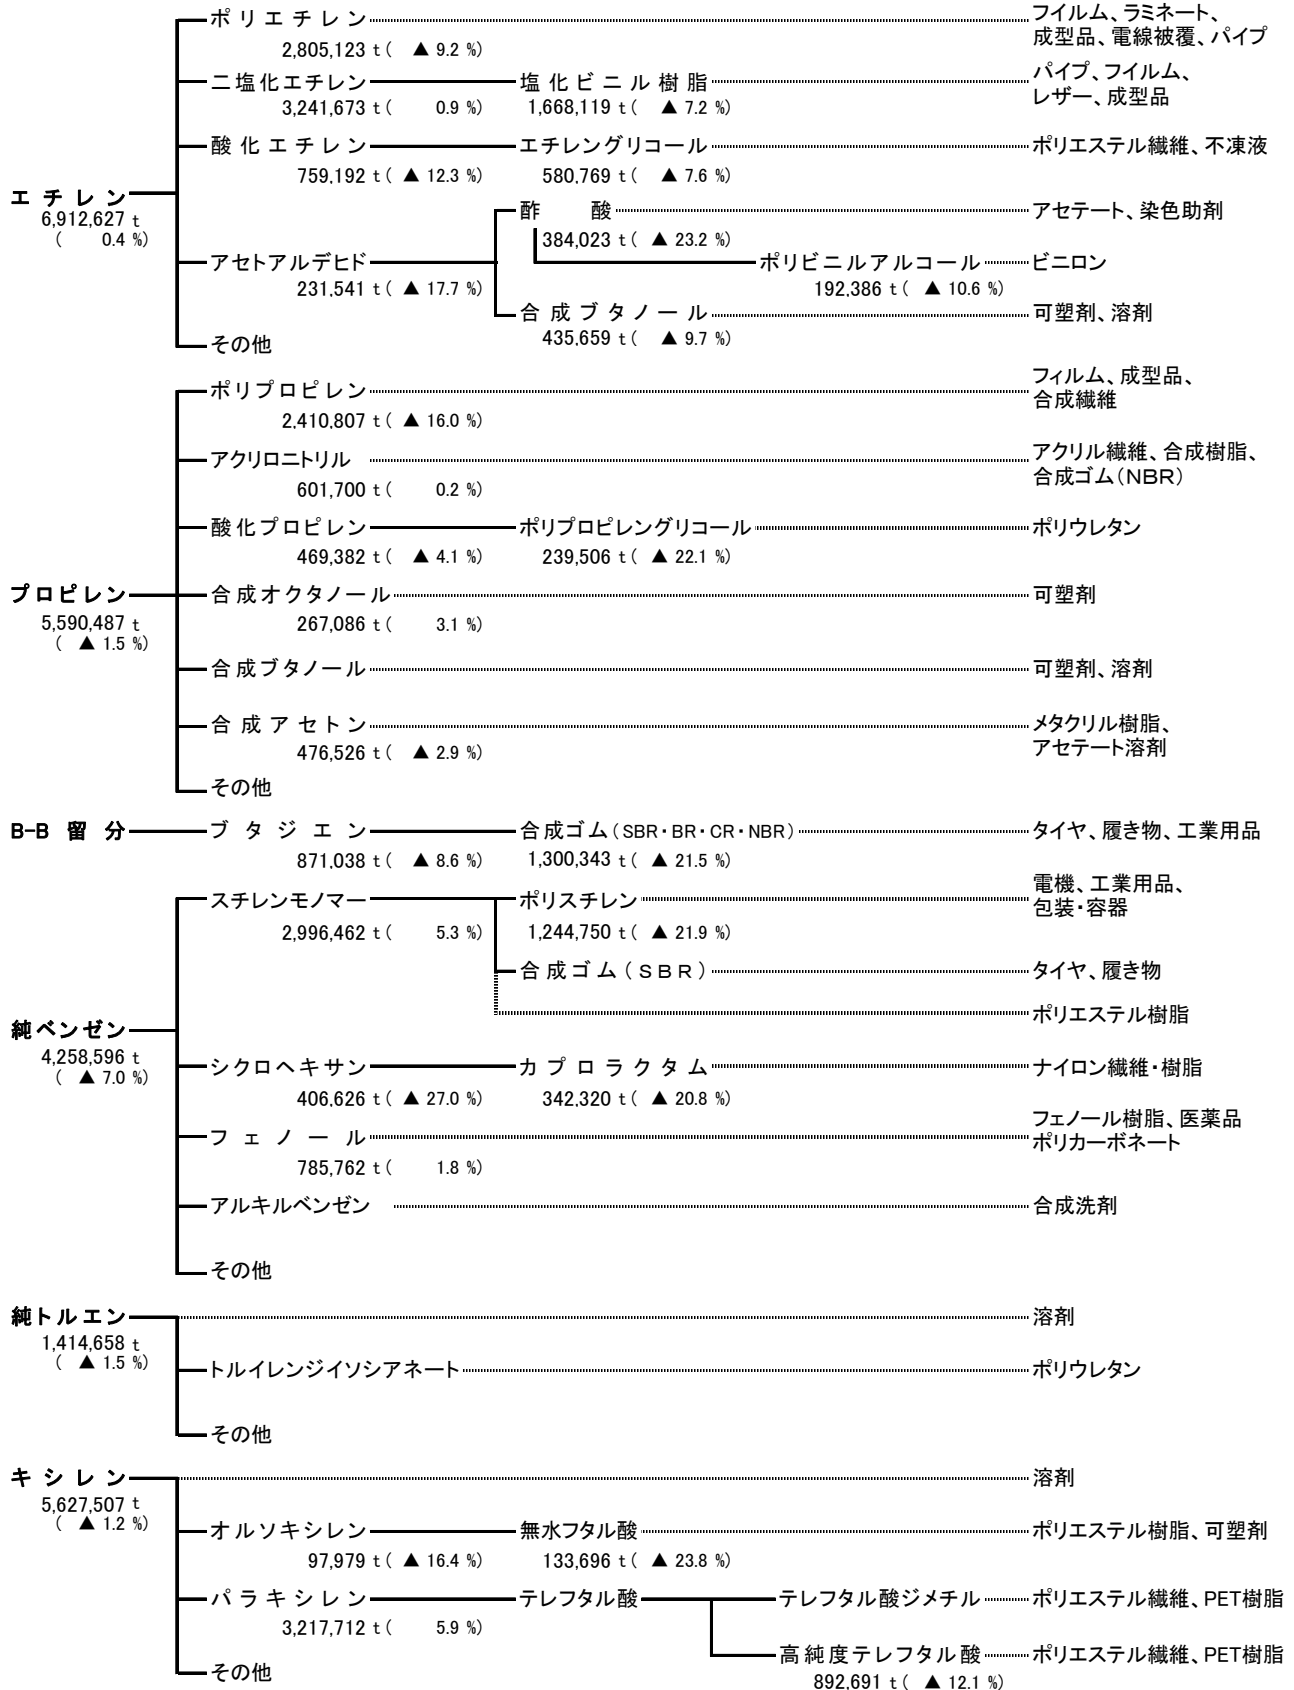 ポリエチレン
フイルム、ラミネート、
成型品、電線被覆、パイプ
2,805,123 t ( ▲ 9.2 %)
二塩化エチレン
塩化ビニル樹脂
パイプ、フイルム、
レザー、成型品
3,241,673 t ( 0.9 %)
1,668,119 t ( ▲ 7.2 %)
酸化エチレン
エチレングリコール
ポリエステル繊維、不凍液
759,192 t ( ▲ 12.3 %)
580,769 t ( ▲ 7.6 %)
エチレン
6,912,627 t
( 0.4 %)
酢 酸
アセテート、染色助剤
384,023 t ( ▲ 23.2 %)
アセトアルデヒド
ポリビニルアルコール
ビニロン
231,541 t ( ▲ 17.7 %)
192,386 t ( ▲ 10.6 %)
合成ブタノール
可塑剤、溶剤
435,659 t ( ▲ 9.7 %)
その他
ポリプロピレン
フィルム、成型品、
合成繊維
2,410,807 t ( ▲ 16.0 %)
アクリロニトリル
アクリル繊維、合成樹脂、
合成ゴム(NBR)
601,700 t ( 0.2 %)
酸化プロピレン
ポリプロピレングリコール
ポリウレタン
469,382 t ( ▲ 4.1 %)
239,506 t ( ▲ 22.1 %)
プロピレン
5,590,487 t
( ▲ 1.5 %)
合成オクタノール
可塑剤
267,086 t ( 3.1 %)
合成ブタノール
可塑剤、溶剤
合成アセトン
メタクリル樹脂、
アセテート溶剤
476,526 t ( ▲ 2.9 %)
その他
B-B 留 分
ブタジエン
合成ゴム(SBR・BR・CR・NBR)
タイヤ、履き物、工業用品
871,038 t ( ▲ 8.6 %)
1,300,343 t ( ▲ 21.5 %)
スチレンモノマー
ポリスチレン
電機、工業用品、
包装・容器
2,996,462 t ( 5.3 %)
1,244,750 t ( ▲ 21.9 %)
合成ゴム(SBR)
タイヤ、履き物
ポリエステル樹脂
純ベンゼン
4,258,596 t
( ▲ 7.0 %)
シクロヘキサン
カプロラクタム
ナイロン繊維・樹脂
406,626 t ( ▲ 27.0 %)
342,320 t ( ▲ 20.8 %)
フェノール
フェノール樹脂、医薬品
ポリカーボネート
785,762 t ( 1.8 %)
アルキルベンゼン
合成洗剤
その他
純トルエン
溶剤
1,414,658 t
( ▲ 1.5 %)
トルイレンジイソシアネート
ポリウレタン
その他
キシレン
溶剤
5,627,507 t
( ▲ 1.2 %)
オルソキシレン
無水フタル酸
ポリエステル樹脂、可塑剤
97,979 t ( ▲ 16.4 %)
133,696 t ( ▲ 23.8 %)
パラキシレン
テレフタル酸
テレフタル酸ジメチル
ポリエステル繊維、PET樹脂
3,217,712 t ( 5.9 %)
高純度テレフタル酸
ポリエステル繊維、PET樹脂
その他
892,691 t ( ▲ 12.1 %)